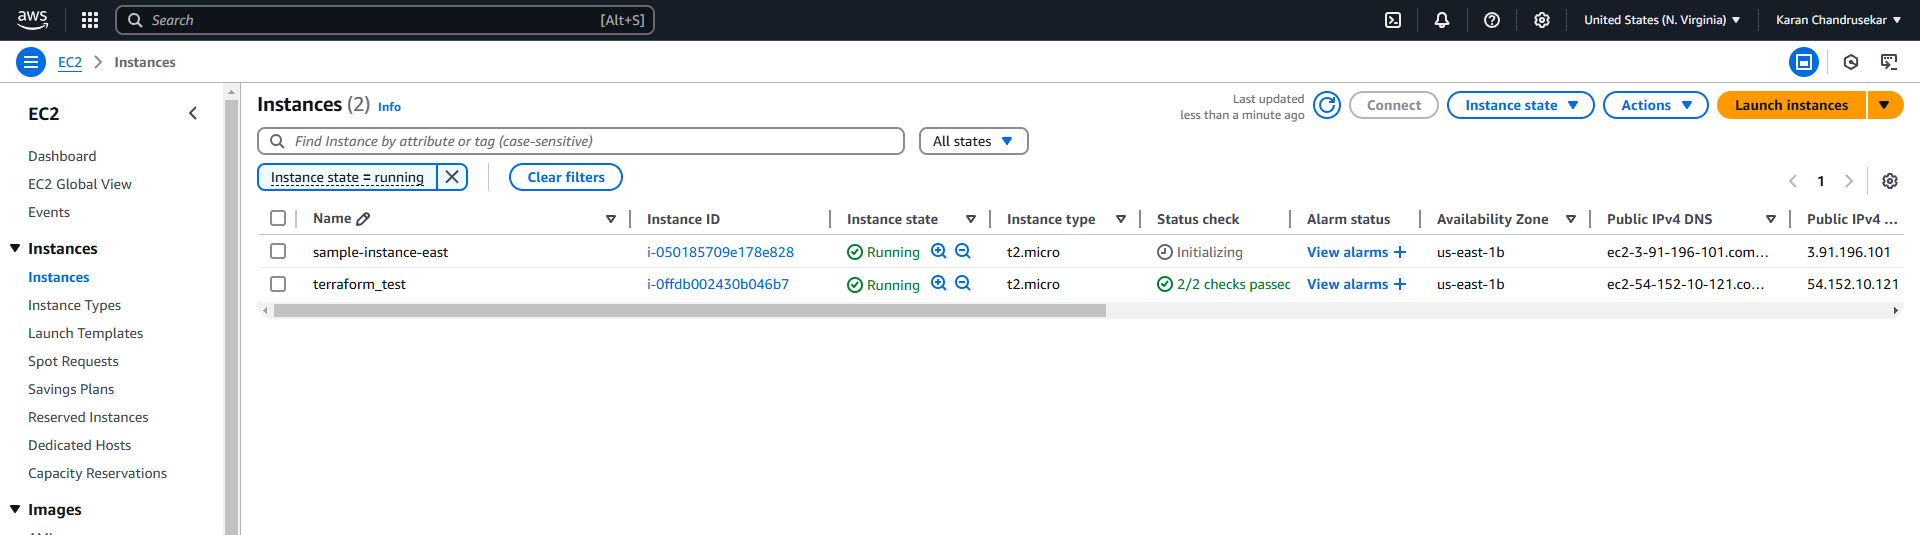 aws
Search [Alt+S]
United States (N. Virginia)
Karan Chandrusekar
EC2 > Instances
EC2
Dashboard
EC2 Global View
Events
Instances
Instances
Instance Types
Launch Templates
Spot Requests
Savings Plans
Reserved Instances
Dedicated Hosts
Capacity Reservations
Images
Instances (2) Info
Last updated
less than a minute ago
Connect
Instance state
Actions
Launch instances
Find Instance by attribute or tag (case-sensitive)
All states
Instance state = running
Clear filters
1
Name Instance ID Instance state Instance type Status check Alarm status Availability Zone Public IPv4 DNS Public IPv4 ...
sample-instance-east i-050185709e178e828 Running t2.micro Initializing View alarms + us-east-1b ec2-3-91-196-101.com... 3.91.196.101
terraform_test i-0ffdb002430b046b7 Running t2.micro 2/2 checks passec View alarms + us-east-1b ec2-54-152-10-121.co... 54.152.10.121